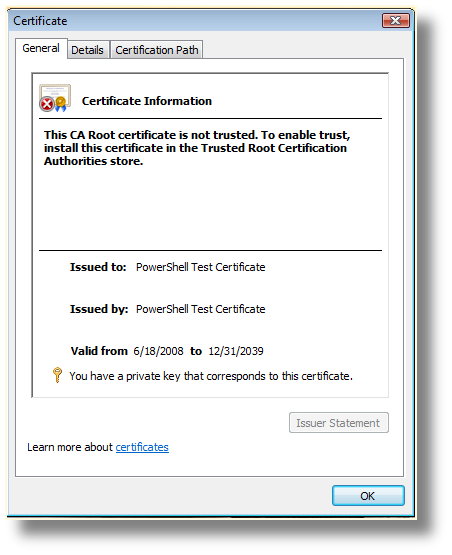 Certificate
General Details Certification Path
Certificate Information
This CA Root certificate is not trusted. To enable trust,
install this certificate in the Trusted Root Certification
Authorities store.
Issued to: PowerShell Test Certificate
Issued by: PowerShell Test Certificate
Valid from 6/18/2008 to 12/31/2039
You have a private key that corresponds to this certificate.
Issuer Statement
Learn more about certificates
OK